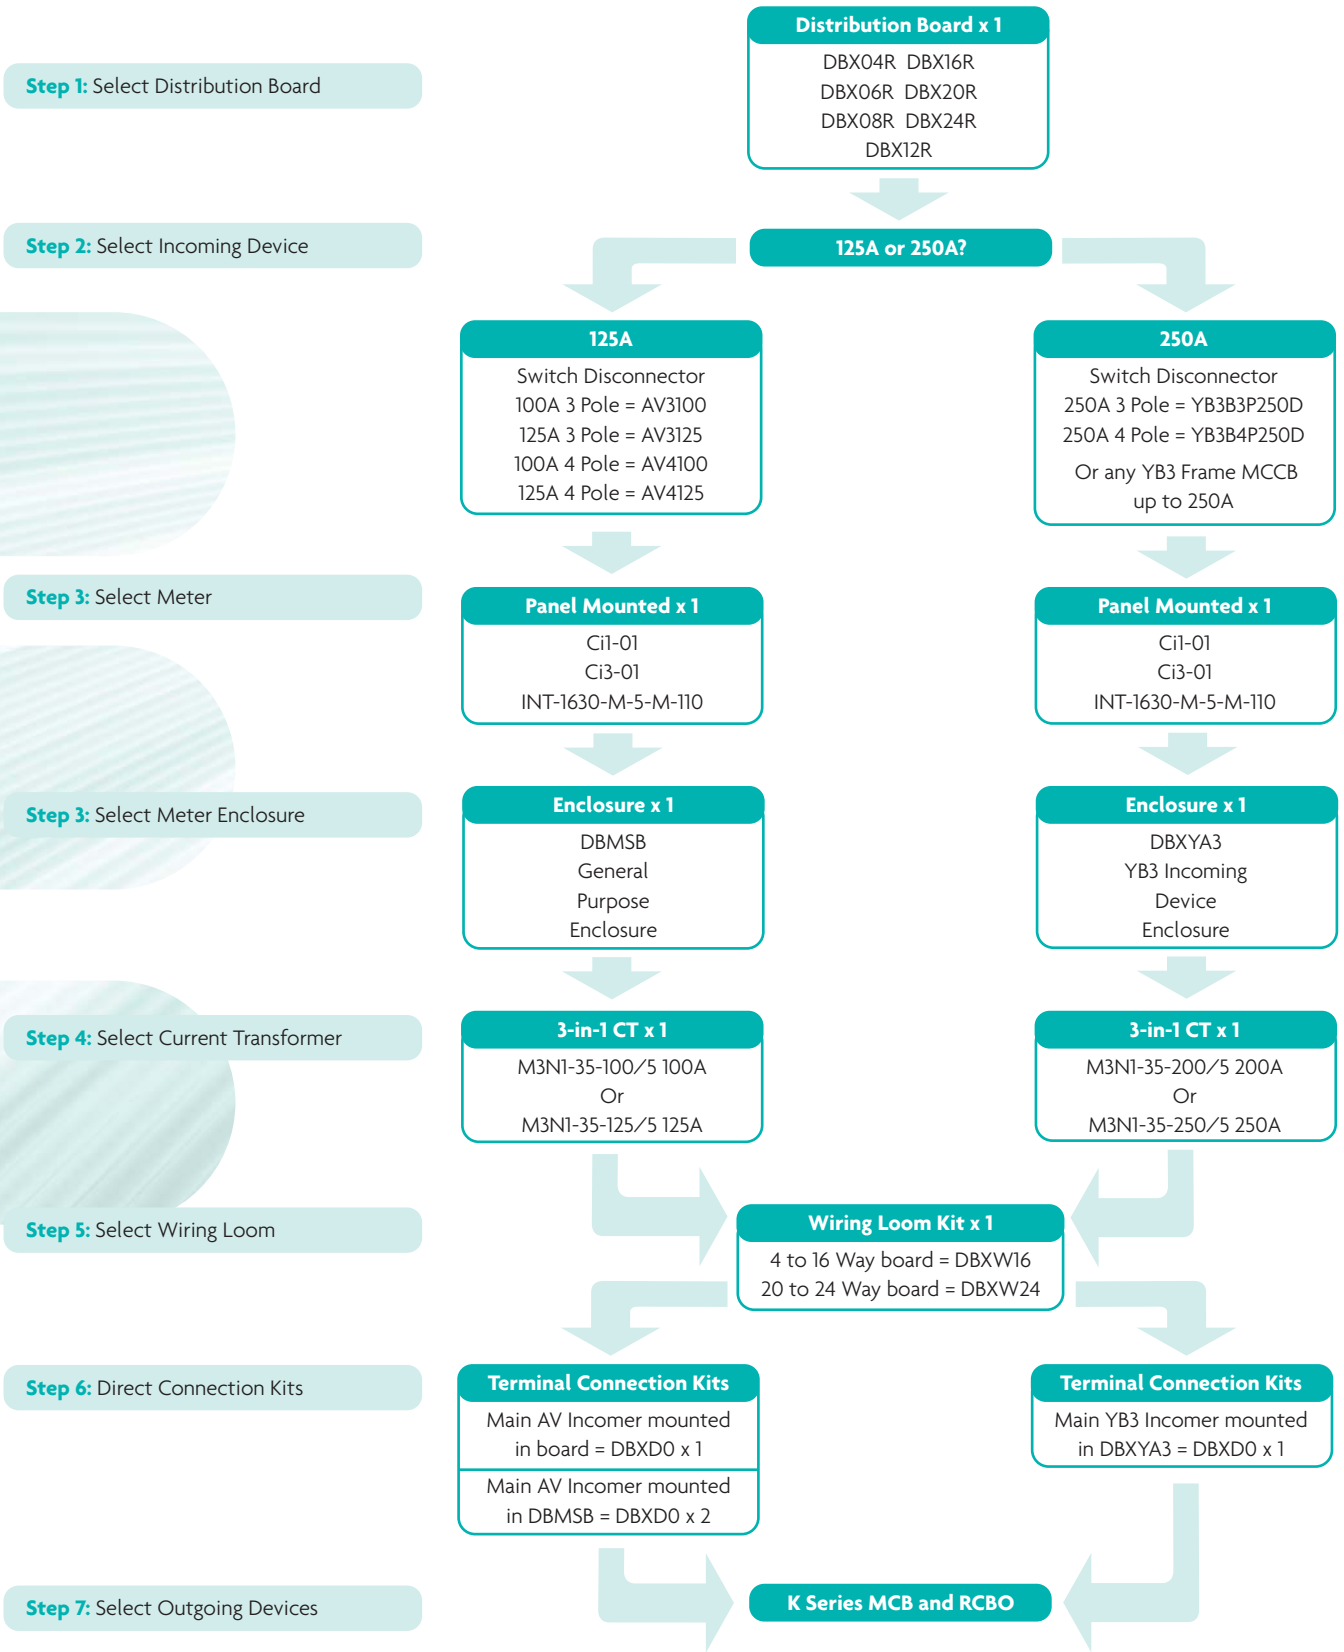 Distribution Board x 1
DBX04R DBX16R
DBX06R DBX20R
DBX08R DBX24R
DBX12R
Step 1: Select Distribution Board
Step 2: Select Incoming Device
125A or 250A?
125A
Switch Disconnector
100A 3 Pole = AV3100
125A 3 Pole = AV3125
100A 4 Pole = AV4100
125A 4 Pole = AV4125
250A
Switch Disconnector
250A 3 Pole = YB3B3P250D
250A 4 Pole = YB3B4P250D
Or any YB3 Frame MCCB
up to 250A
Step 3: Select Meter
Panel Mounted x 1
Ci1-01
Ci3-01
INT-1630-M-5-M-110
Panel Mounted x 1
Ci1-01
Ci3-01
INT-1630-M-5-M-110
Step 3: Select Meter Enclosure
Enclosure x 1
DBMSB
General
Purpose
Enclosure
Enclosure x 1
DBXYA3
YB3 Incoming
Device
Enclosure
Step 4: Select Current Transformer
3-in-1 CT x 1
M3N1-35-100/5 100A
Or
M3N1-35-125/5 125A
3-in-1 CT x 1
M3N1-35-200/5 200A
Or
M3N1-35-250/5 250A
Step 5: Select Wiring Loom
Wiring Loom Kit x 1
4 to 16 Way board = DBXW16
20 to 24 Way board = DBXW24
Step 6: Direct Connection Kits
Terminal Connection Kits
Main AV Incomer mounted
in board = DBXD0 x 1
Main AV Incomer mounted
in DBMSB = DBXD0 x 2
Terminal Connection Kits
Main YB3 Incomer mounted
in DBXYA3 = DBXD0 x 1
Step 7: Select Outgoing Devices
K Series MCB and RCBO